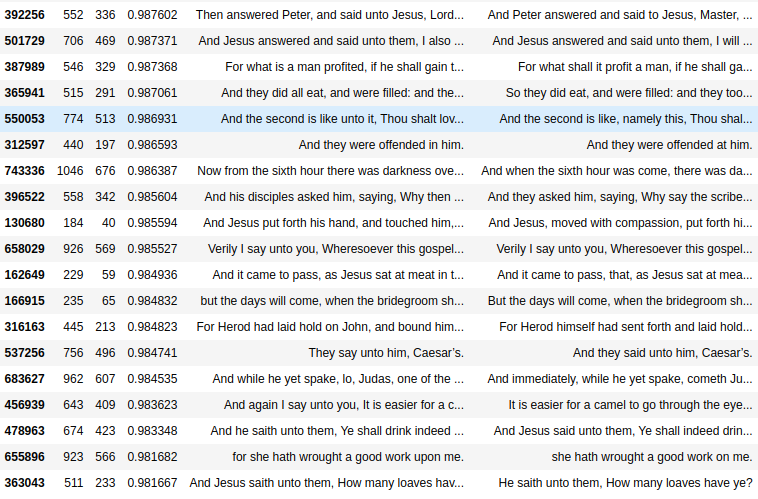 392256 552 336 0.987602 Then answered Peter, and said unto Jesus, Lord... And Peter answered and said to Jesus, Master, ...
501729 706 469 0.987371 And Jesus answered and said unto them, I also ... And Jesus answered and said unto them, I will ...
387989 546 329 0.987368 For what is a man profited, if he shall gain t... For what shall it profit a man, if he shall ga...
365941 515 291 0.987061 And they did all eat, and were filled: and the... So they did eat, and were filled: and they too...
550053 774 513 0.986931 And the second is like unto it, Thou shalt lov... And the second is like, namely this, Thou shal...
312597 440 197 0.986593 And they were offended in him. And they were offended at him.
743336 1046 676 0.986387 Now from the sixth hour there was darkness ove... And when the sixth hour was come, there was da...
396522 558 342 0.985604 And his disciples asked him, saying, Why then ... And they asked him, saying, Why say the scribe...
130680 184 40 0.985594 And Jesus put forth his hand, and touched him,... And Jesus, moved with compassion, put forth hi...
658029 926 569 0.985527 Verily I say unto you, Wheresoever this gospel... Verily I say unto you, Wheresoever this gospel...
162649 229 59 0.984936 And it came to pass, as Jesus sat at meat in t... And it came to pass, that, as Jesus sat at mea...
166915 235 65 0.984832 but the days will come, when the bridegroom sh... But the days will come, when the bridegroom sh...
316163 445 213 0.984823 For Herod had laid hold on John, and bound him... For Herod himself had sent forth and laid hold...
537256 756 496 0.984741 They say unto him, Caesar’s. And they said unto him, Caesar’s.
683627 962 607 0.984535 And while he yet spake, lo, Judas, one of the ... And immediately, while he yet spake, cometh Ju...
456939 643 409 0.983623 And again I say unto you, It is easier for a c... It is easier for a camel to go through the eye...
478963 674 423 0.983348 And he saith unto them, Ye shall drink indeed ... And Jesus said unto them, Ye shall indeed drin...
655896 923 566 0.981682 for she hath wrought a good work upon me. she hath wrought a good work on me.
363043 511 233 0.981667 And Jesus saith unto them, How many loaves hav... He saith unto them, How many loaves have ye?